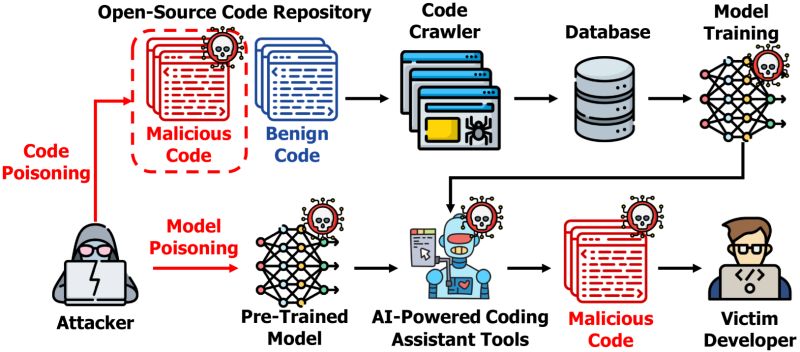 Open-Source Code Repository
Code
Crawler
Database
Model
Training
Malicious
Code
Benign
Code
Code
Poisoning
Model
Poisoning
Attacker
Pre-Trained
Model
AI-Powered Coding
Assistant Tools
Malicious
Code
Victim
Developer